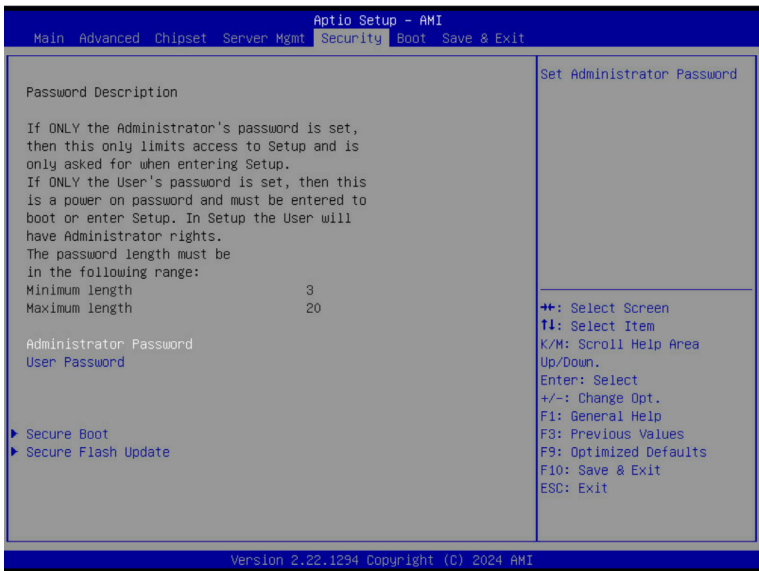 Aptio Setup – AMI
Main Advanced Chipset Server Mgmt Security Boot Save & Exit
Password Description
If ONLY the Administrator's password is set,
then this only limits access to Setup and is
only asked for when entering Setup.
If ONLY the User's password is set, then this
is a power on password and must be entered to
boot or enter Setup. In Setup the User will
have Administrator rights.
The password length must be
in the following range:
Minimum length 3
Maximum length 20
Administrator Password
User Password
▶ Secure Boot
▶ Secure Flash Update
Set Administrator Password
→←: Select Screen
↑↓: Select Item
K/M: Scroll Help Area
Up/Down.
Enter: Select
+/-: Change Opt.
F1: General Help
F3: Previous Values
F9: Optimized Defaults
F10: Save & Exit
ESC: Exit
Version 2.22.1294 Copyright (C) 2024 AMI